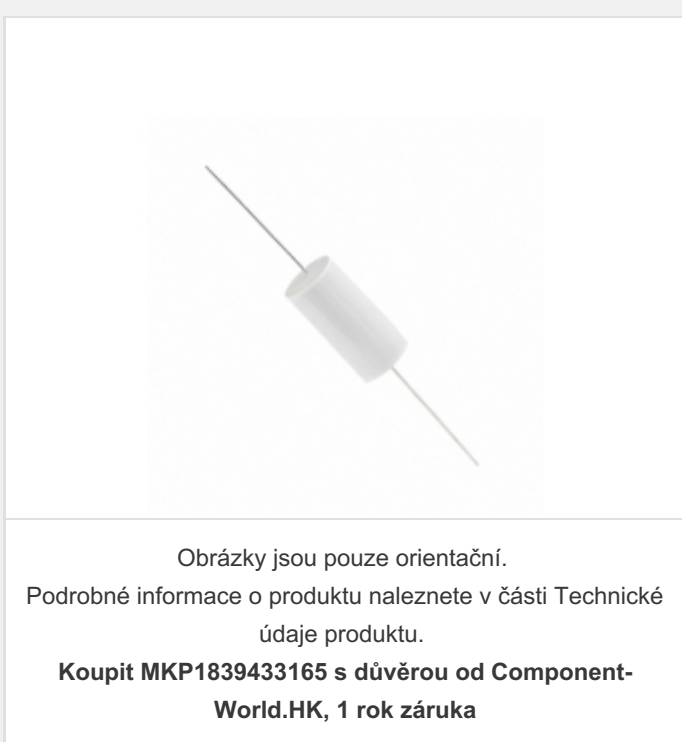 Obrázky jsou pouze orientační.
Podrobné informace o produktu naleznete v části Technické
údaje produktu.
Koupit MKP1839433165 s důvěrou od Component-
World.HK, 1 rok záruka